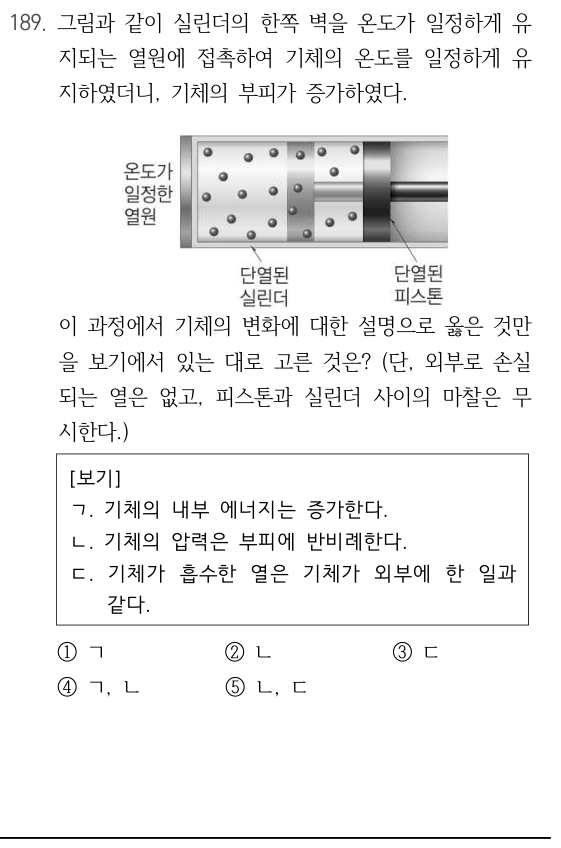 189. 그림과 같이 실린더의 한쪽 벽을 온도가 일정하게 유
지되는 열원에 접촉하여 기체의 온도를 일정하게 유
지하였더니, 기체의 부피가 증가하였다.
온도가
일정한
열원
단열된
실린더
단열된
피스톤
이 과정에서 기체의 변화에 대한 설명으로 옳은 것만
을 보기에서 있는 대로 고른 것은? (단, 외부로 손실
되는 열은 없고, 피스톤과 실린더 사이의 마찰은 무
시한다.)
[보기]
ㄱ. 기체의 내부 에너지는 증가한다.
ㄴ. 기체의 압력은 부피에 반비례한다.
ㄷ. 기체가 흡수한 열은 기체가 외부에 한 일과
같다.
① ㄱ ② ㄴ ③ ㄷ
④ ㄱ, ㄴ ⑤ ㄴ, ㄷ